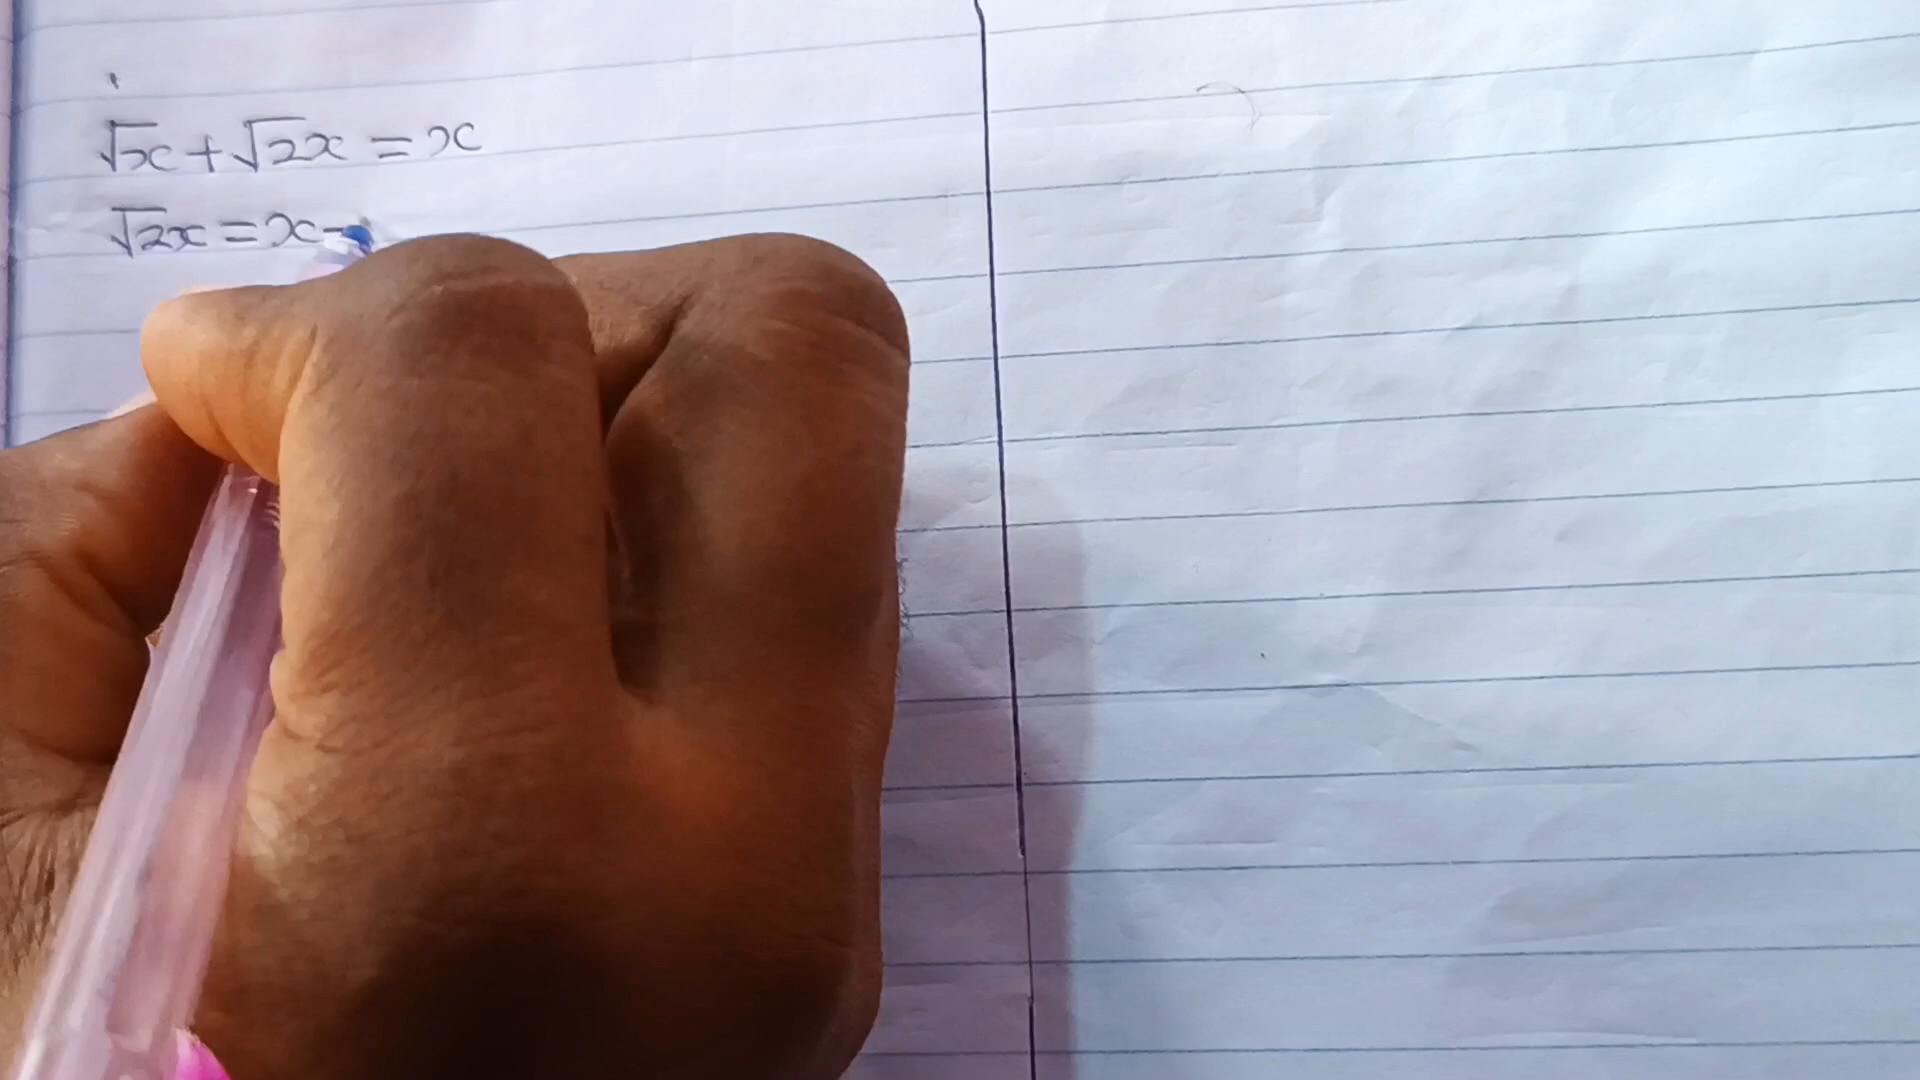 √x + √2x = x
√2x = x -